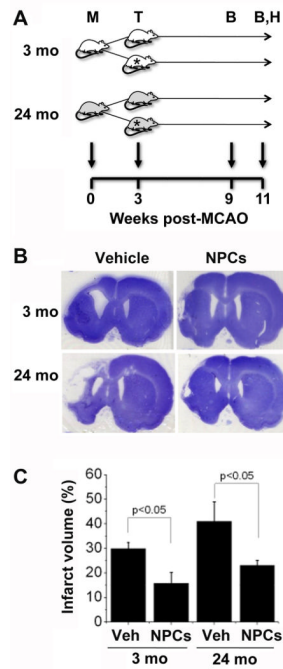 A
M T B B,H
3 mo
*
24 mo
*
0 3 9 11
Weeks post-MCAO
B
Vehicle NPCs
3 mo
24 mo
C
Infarct volume (%)
60
50
40
30
20
10
0
p<0.05
p<0.05
Veh NPCs Veh NPCs
3 mo 24 mo